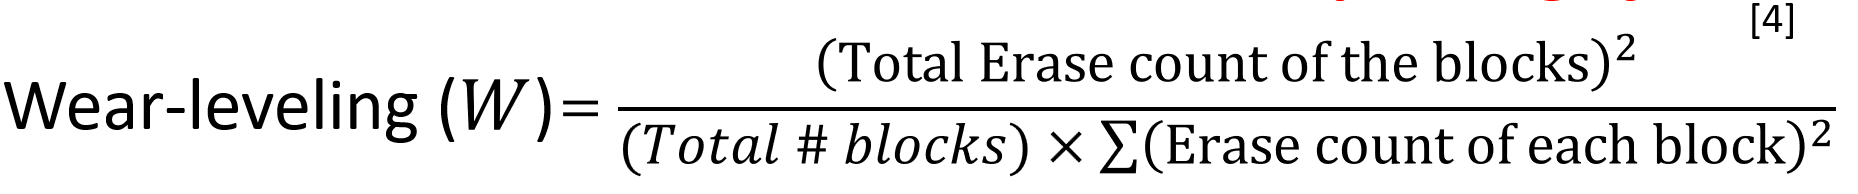 [4]
Wear-leveling (W)= (Total Erase count of the blocks)²
(Total # blocks) × ∑(Erase count of each block)²